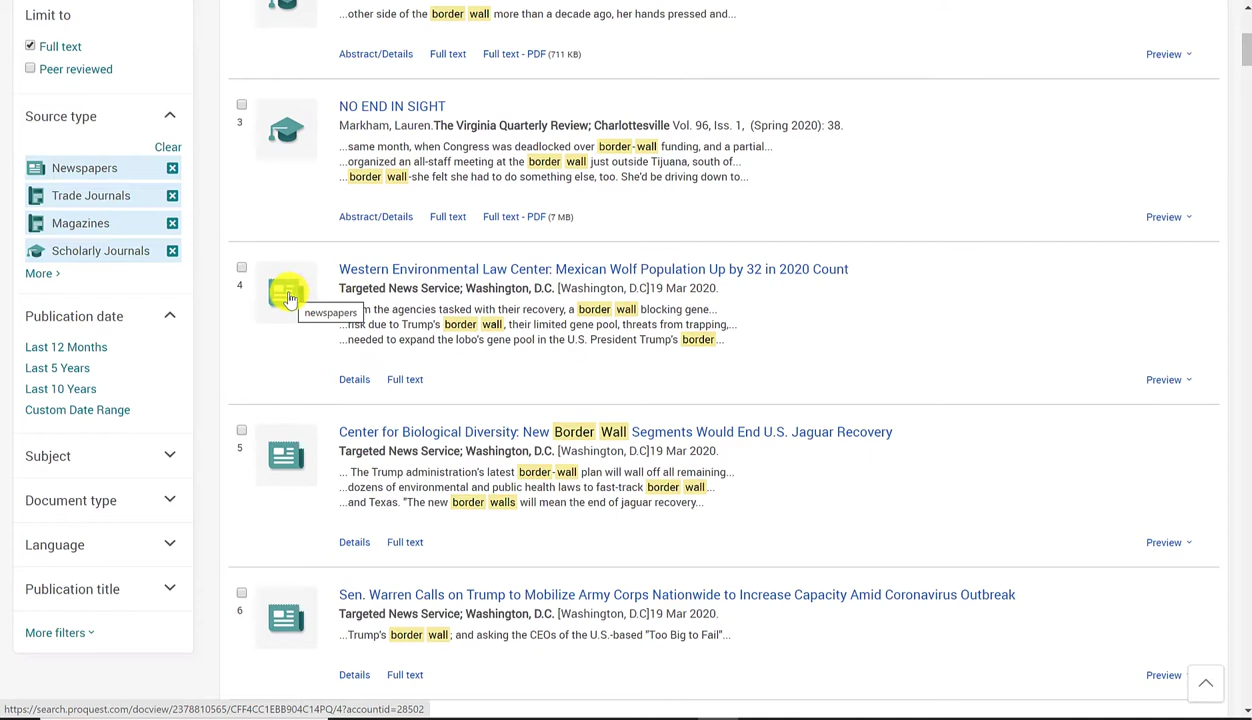 Limit to
Full text
Peer reviewed
Source type
Clear
Newspapers
Trade Journals
Magazines
Scholarly Journals
More >
Publication date
Last 12 Months
Last 5 Years
Last 10 Years
Custom Date Range
Subject
Document type
Language
Publication title
More filters
...other side of the border wall more than a decade ago, her hands pressed and...
Abstract/Details Full text Full text - PDF (711 KB) Preview
3
NO END IN SIGHT
Markham, Lauren.The Virginia Quarterly Review; Charlottesville Vol. 96, Iss. 1, (Spring 2020): 38.
...same month, when Congress was deadlocked over border-wall funding, and a partial...
...organized an all-staff meeting at the border wall just outside Tijuana, south of...
...border wall-she felt she had to do something else, too. She'd be driving down to...
Abstract/Details Full text Full text - PDF (7 MB) Preview
4
Western Environmental Law Center: Mexican Wolf Population Up by 32 in 2020 Count
Targeted News Service; Washington, D.C. [Washington, D.C]19 Mar 2020.
the agencies tasked with their recovery, a border wall blocking gene...
newspapers
...risk due to Trump's border wall, their limited gene pool, threats from trapping,...
...needed to expand the lobo's gene pool in the U.S. President Trump's border...
Details Full text Preview
5
Center for Biological Diversity: New Border Wall Segments Would End U.S. Jaguar Recovery
Targeted News Service; Washington, D.C. [Washington, D.C]19 Mar 2020.
... The Trump administration's latest border-wall plan will wall off all remaining...
...dozens of environmental and public health laws to fast-track border wall...
...and Texas. "The new border walls will mean the end of jaguar recovery...
Details Full text Preview
6
Sen. Warren Calls on Trump to Mobilize Army Corps Nationwide to Increase Capacity Amid Coronavirus Outbreak
Targeted News Service; Washington, D.C. [Washington, D.C]19 Mar 2020.
...Trump's border wall; and asking the CEOs of the U.S.-based "Too Big to Fail"...
Details Full text Preview
https://search.proquest.com/docview/2378810565/CFF4CC1EBB904C14PQ/4?accountid=28502